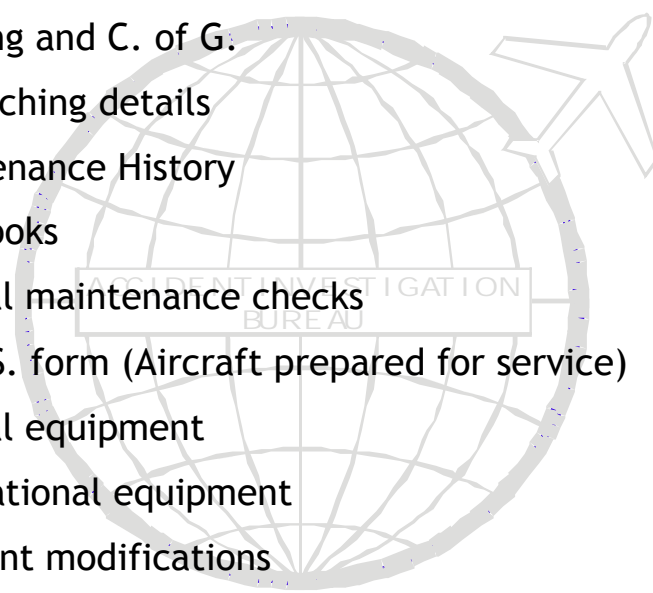 ng and C. of G.
ching details
enance History
ooks
l maintenance checks
ACCIDENT INVESTIGATION
BUREAU
S. form (Aircraft prepared for service)
l equipment
ational equipment
nt modifications